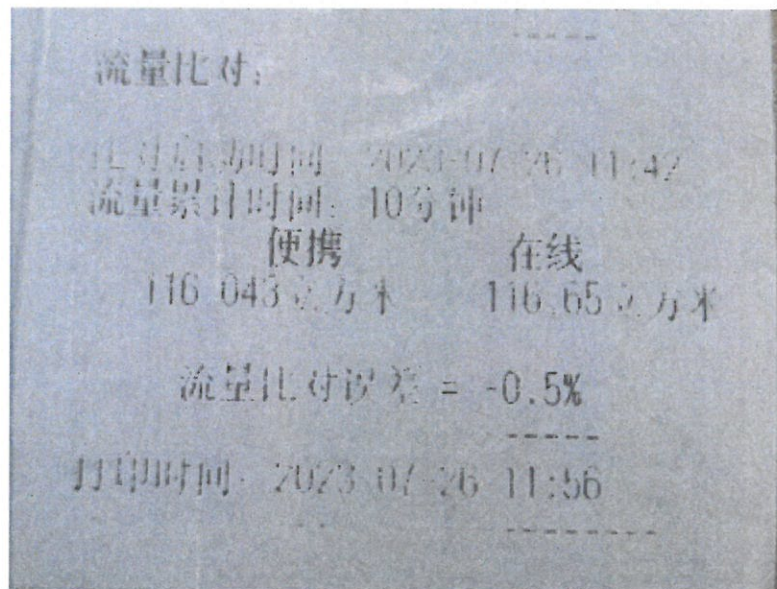 -----
流量比对:
比对启动时间: 2023-07-26 11:42
流量累计时间: 10分钟
便携 在线
116.043立方米 116.65立方米
流量比对误差 = -0.5%
-----
打印时间: 2023-07-26 11:56
--------